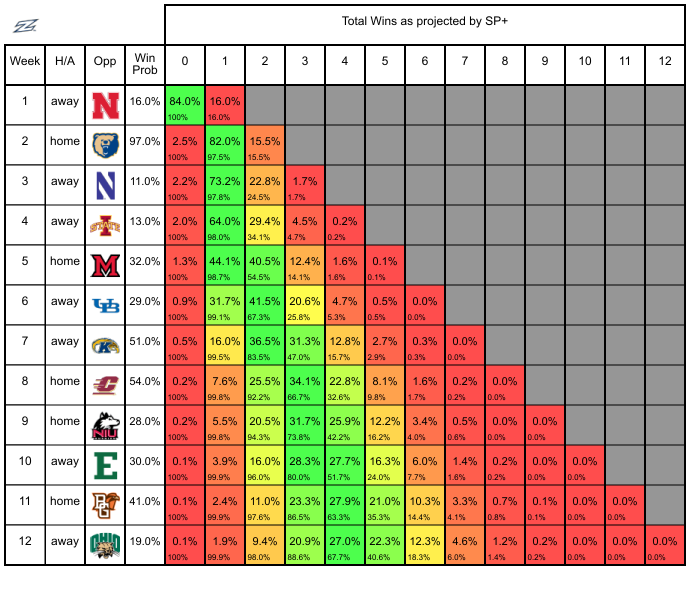 Total Wins as projected by SP+
Week H/A Opp Win Prob 0 1 2 3 4 5 6 7 8 9 10 11 12
1 away N 16.0% 84.0% 16.0%
100% 16.0%
2 home 97.0% 2.5% 82.0% 15.5%
100% 97.5% 15.5%
3 away N 11.0% 2.2% 73.2% 22.8% 1.7%
100% 97.8% 24.5% 1.7%
4 away I STATE 13.0% 2.0% 64.0% 29.4% 4.5% 0.2%
100% 98.0% 34.1% 4.7% 0.2%
5 home M 32.0% 1.3% 44.1% 40.5% 12.4% 1.6% 0.1%
100% 98.7% 54.5% 14.1% 1.6% 0.1%
6 away UB 29.0% 0.9% 31.7% 41.5% 20.6% 4.7% 0.5% 0.0%
100% 99.1% 67.3% 25.8% 5.3% 0.5% 0.0%
7 away K 51.0% 0.5% 16.0% 36.5% 31.3% 12.8% 2.7% 0.3% 0.0%
100% 99.5% 83.5% 47.0% 15.7% 2.9% 0.3% 0.0%
8 home C 54.0% 0.2% 7.6% 25.5% 34.1% 22.8% 8.1% 1.6% 0.2% 0.0%
100% 99.8% 92.2% 66.7% 32.6% 9.8% 1.7% 0.2% 0.0%
9 home NIU 28.0% 0.2% 5.5% 20.5% 31.7% 25.9% 12.2% 3.4% 0.5% 0.0% 0.0%
100% 99.8% 94.3% 73.8% 42.2% 16.2% 4.0% 0.6% 0.0% 0.0%
10 away E 30.0% 0.1% 3.9% 16.0% 28.3% 27.7% 16.3% 6.0% 1.4% 0.2% 0.0% 0.0%
100% 99.9% 96.0% 80.0% 51.7% 24.0% 7.7% 1.6% 0.2% 0.0% 0.0%
11 home BG 41.0% 0.1% 2.4% 11.0% 23.3% 27.9% 21.0% 10.3% 3.3% 0.7% 0.1% 0.0% 0.0%
100% 99.9% 97.6% 86.5% 63.3% 35.3% 14.4% 4.1% 0.8% 0.1% 0.0% 0.0%
12 away OHIO 19.0% 0.1% 1.9% 9.4% 20.9% 27.0% 22.3% 12.3% 4.6% 1.2% 0.2% 0.0% 0.0% 0.0%
100% 99.9% 98.0% 88.6% 67.7% 40.6% 18.3% 6.0% 1.4% 0.2% 0.0% 0.0% 0.0%